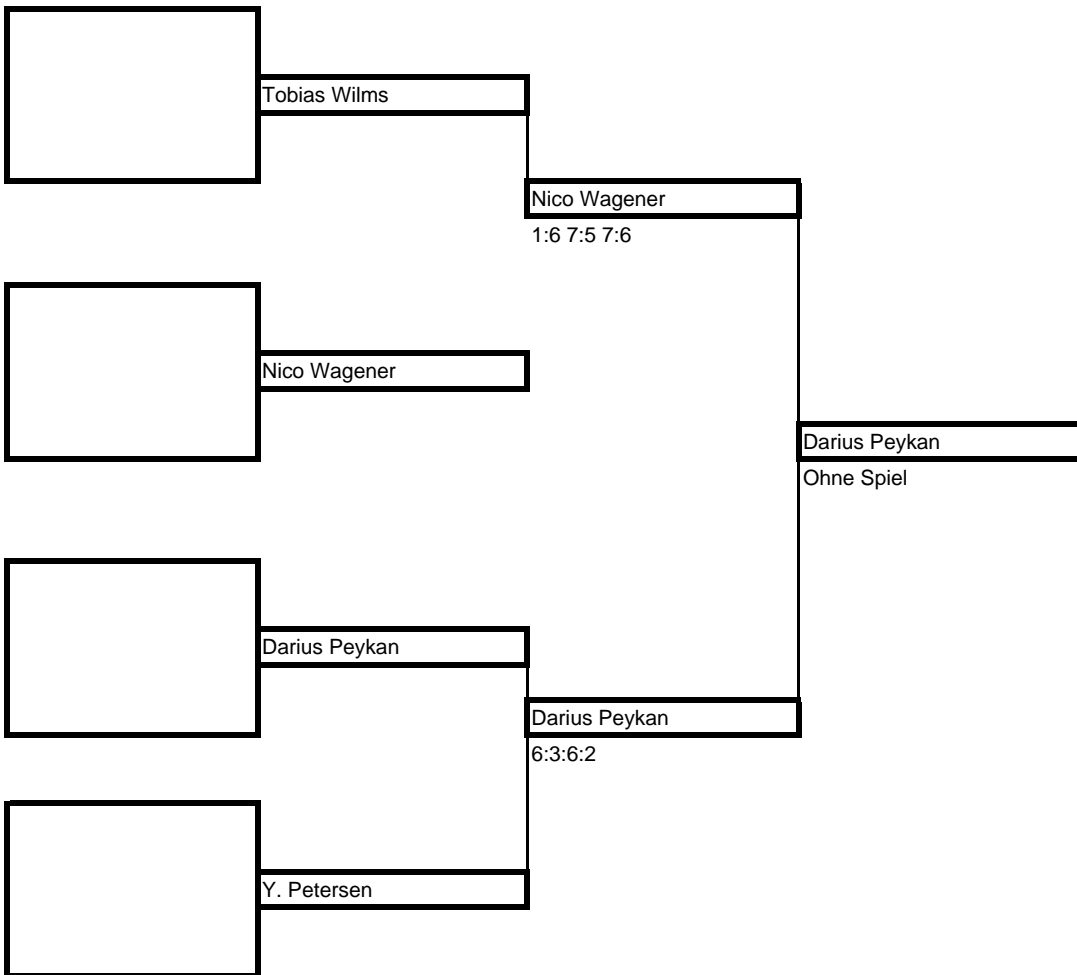 Tobias Wilms
Nico Wagener
1:6 7:5 7:6
Nico Wagener
Darius Peykan
Ohne Spiel
Darius Peykan
Darius Peykan
6:3:6:2
Y. Petersen